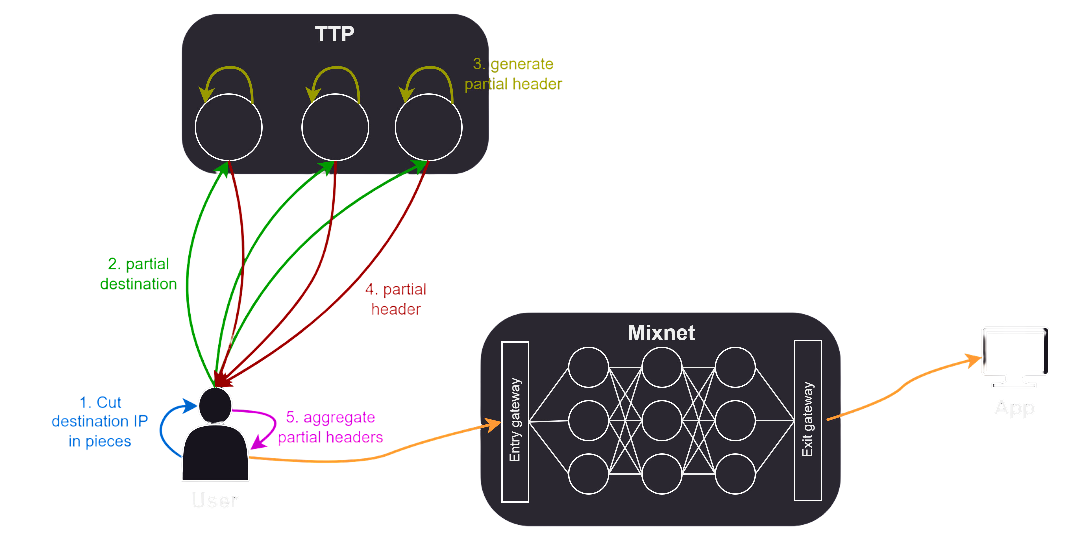 TTP
3. generate
partial header
2. partial
destination
4. partial
header
Mixnet
Entry gateway
Exit gateway
1. Cut
destination IP
in pieces
5. aggregate
partial headers
User
App